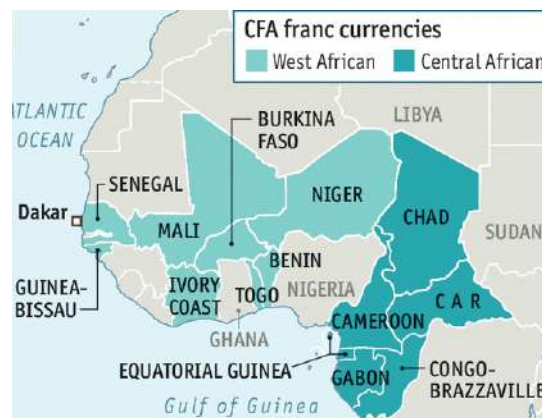 CFA franc currencies
West African
Central African
ATLANTIC
OCEAN
BURKINA
FASO
LIBYA
SENEGAL
Dakar
MALI
NIGER
CHAD
SUDAN
GUINEA-
BISSAU
IVORY
COAST
TOGO
BENIN
NIGERIA
GHANA
C A R
CAMEROON
EQUATORIAL GUINEA
GABON
CONGO-
BRAZZAVILLE
Gulf of Guinea